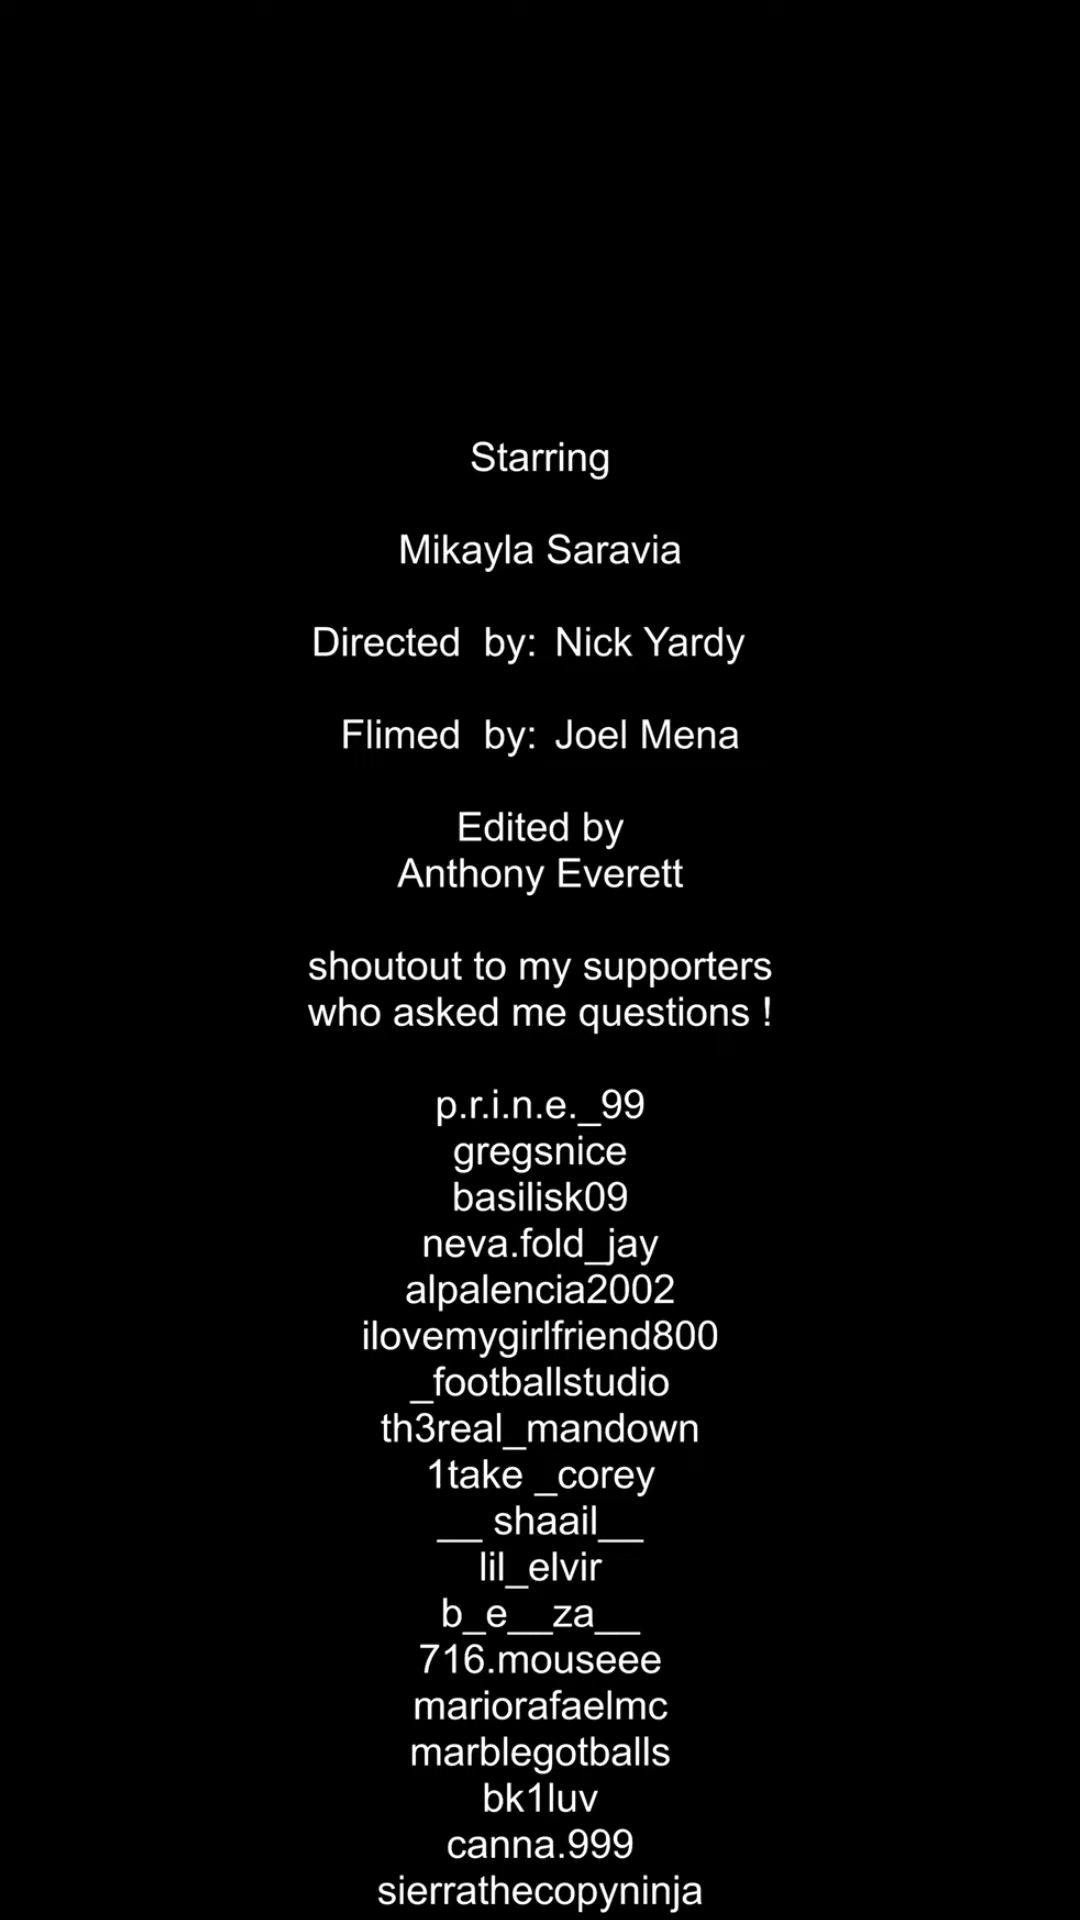 Starring
Mikayla Saravia
Directed by: Nick Yardy
Flimed by: Joel Mena
Edited by
Anthony Everett
shoutout to my supporters
who asked me questions !
p.r.i.n.e._99
gregsnice
basilisk09
neva.fold_jay
alpalencia2002
ilovemygirlfriend800
_footballstudio
th3real_mandown
1take _corey
__ shaail__
lil_elvir
b_e__za__
716.mouseee
mariorafaelmc
marblegotballs
bk1luv
canna.999
sierrathecopyninja